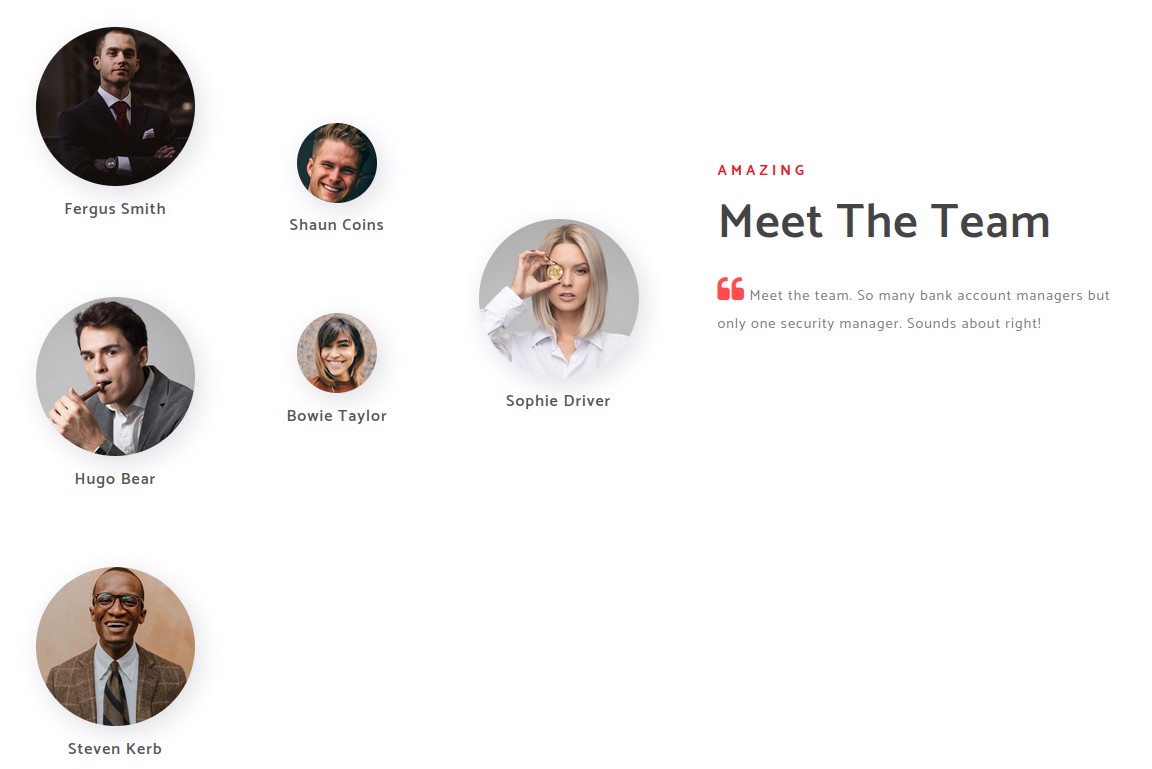 Fergus Smith
Shaun Coins
Hugo Bear
Bowie Taylor
Sophie Driver
Steven Kerb
AMAZING
Meet The Team
Meet the team. So many bank account managers but
only one security manager. Sounds about right!